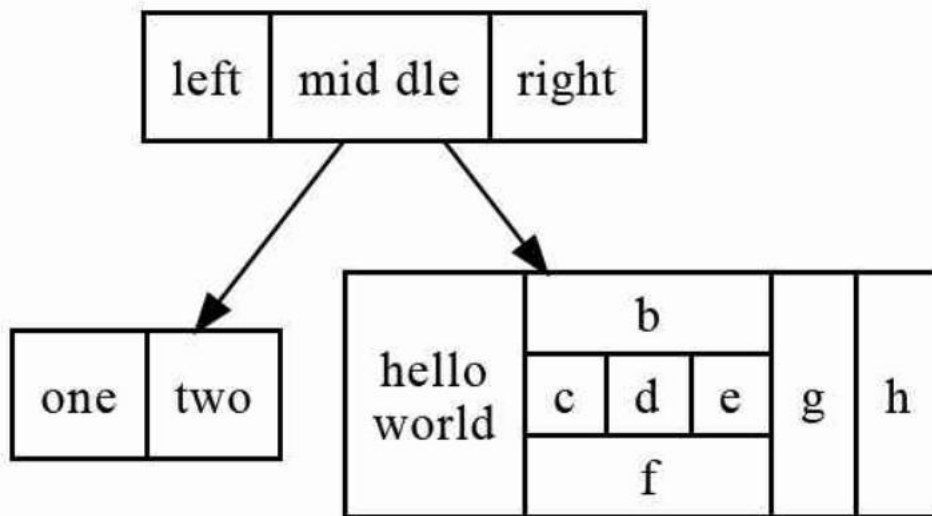 left mid dle right
b
hello
one two c d e g h
world
f